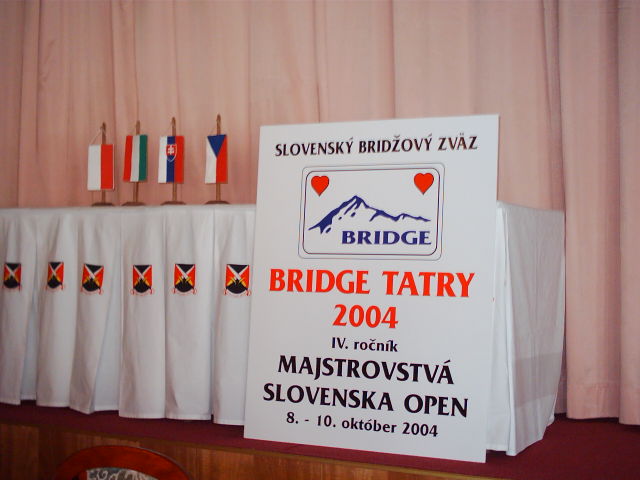 SLOVENSKÝ BRIDŽOVÝ ZVÄZ
BRIDGE
BRIDGE TATRY
2004
IV. ročník
MAJSTROVSTVÁ
SLOVENSKA OPEN
8. - 10. október 2004